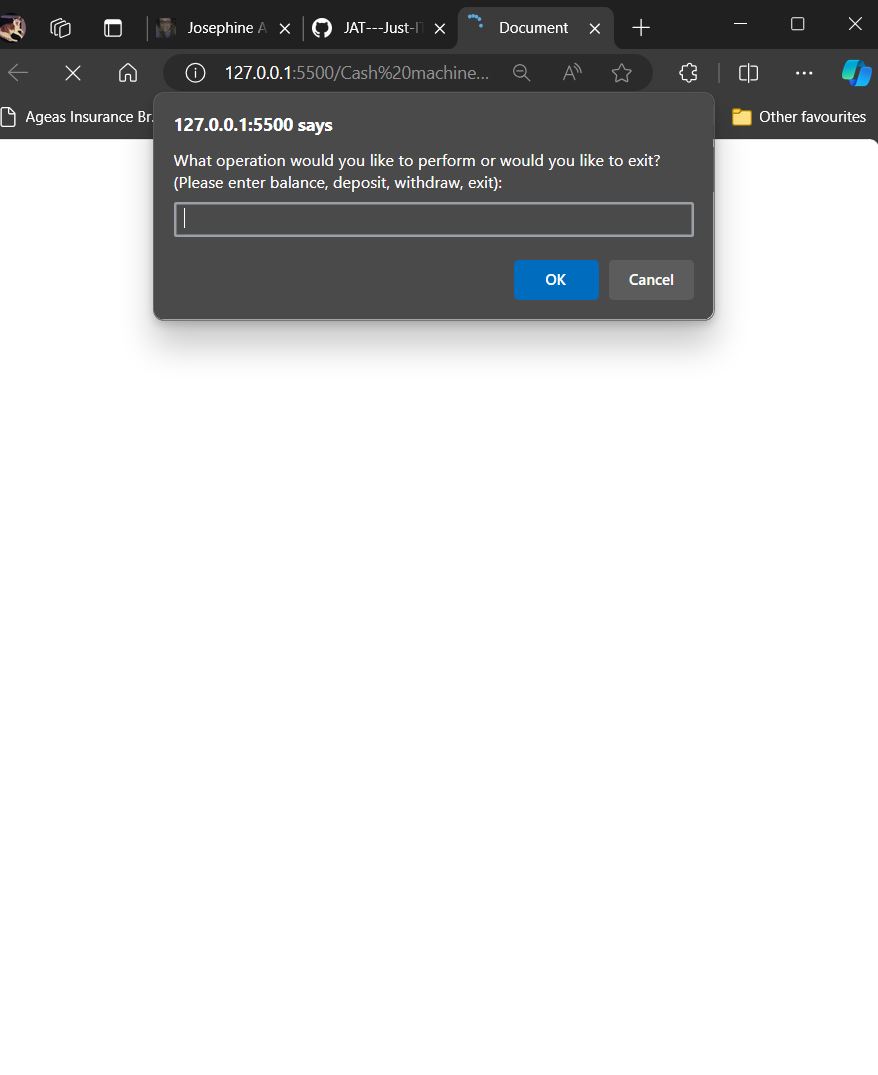 Josephine A
JAT---Just-I
Document
127.0.0.1:5500/Cash%20machine...
Ageas Insurance Br...
Other favourites
127.0.0.1:5500 says
What operation would you like to perform or would you like to exit?
(Please enter balance, deposit, withdraw, exit):
OK
Cancel